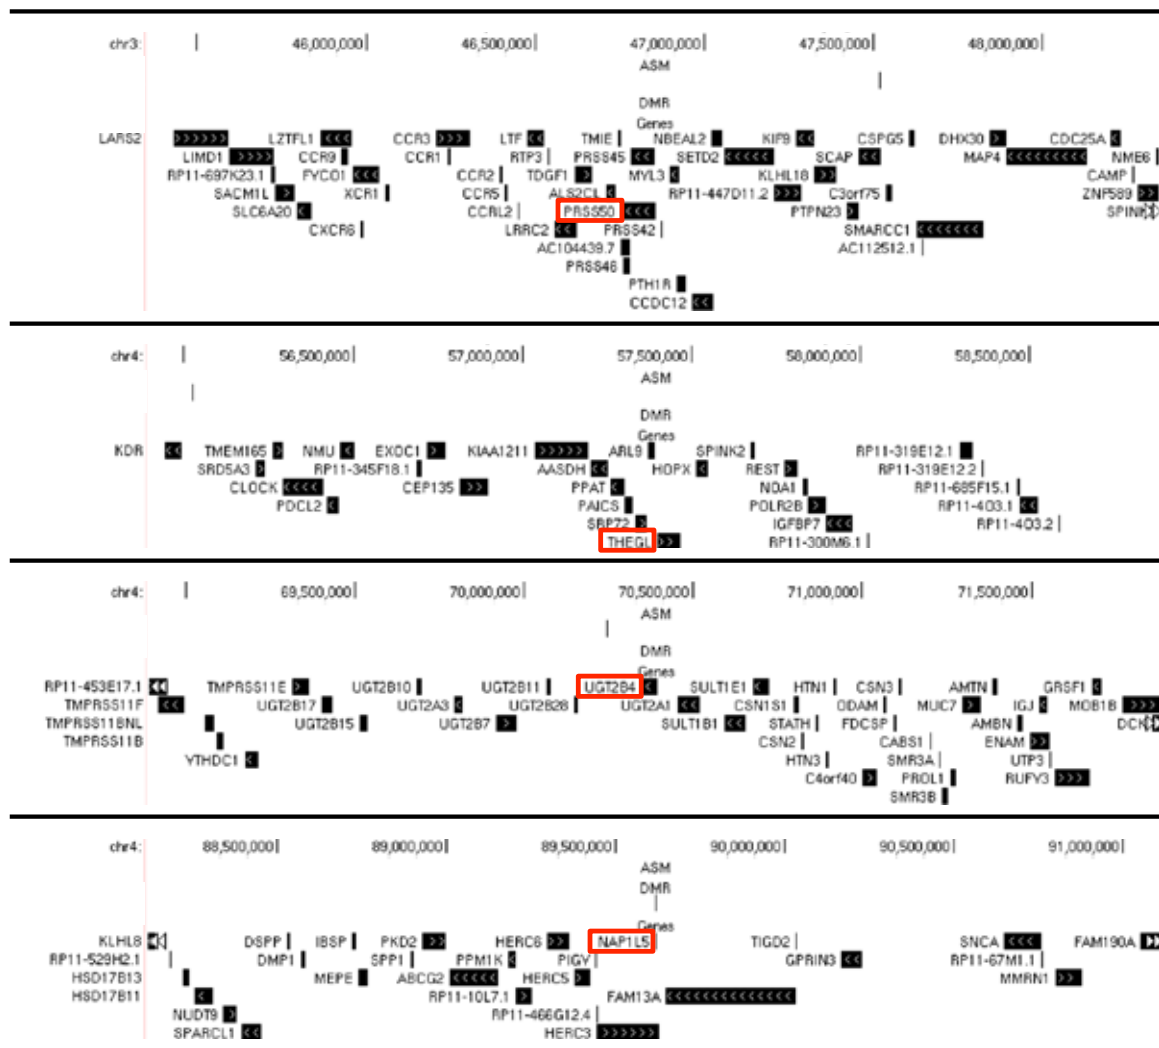 chr3: 46,000,000 46,500,000 47,000,000 47,500,000 48,000,000
ASM
DMR
Genes
LARS2 LZTFL1 CCR3 LTF TMIE NBEAL2 KIF9 CSPG5 DHX30 CDC25A
LIMD1 CCR9 CCR1 RTP3 PRSS45 SETD2 SCAP MAP4 NME6
RP11-697K23.1 FYCO1 CCR2 TDGF1 MYL3 KLHL18 CAMP
SACM1L XCR1 CCR5 ALS2CL RP11-447D11.2 C3orf75 ZNF589
SLC6A20 CCRL2 PRSS50 PTPN23
CXCR6 LRRC2 PRSS42 SMARCC1
AC104439.7 AC112512.1
PRSS46
PTH1R
CCDC12
chr4: 56,500,000 57,000,000 57,500,000 58,000,000 58,500,000
ASM
DMR
Genes
KDR TMEM165 NMU EXOC1 KIAA1211 ARL9 SPINK2 RP11-319E12.1
SRD5A3 RP11-345F18.1 AASDH HOPX REST RP11-319E12.2
CLOCK CEP135 PPAT NOA1 RP11-685F15.1
PDCL2 PAICS POLR2B RP11-403.1
SRP72 IGFBP7 RP11-403.2
THEGL RP11-300M6.1
chr4: 69,500,000 70,000,000 70,500,000 71,000,000 71,500,000
ASM
DMR
Genes
RP11-453E17.1 TMPRSS11E UGT2B10 UGT2B11 UGT2B4 SULT1E1 HTN1 CSN3 AMTN GRSF1
TMPRSS11F UGT2B17 UGT2A3 UGT2B28 UGT2A1 CSN1S1 ODAM MUC7 IGJ MOB1B
TMPRSS11BNL UGT2B15 UGT2B7 SULT1B1 STATH FDCSP AMBN DCK
TMPRSS11B CSN2 CABS1 ENAM
YTHDC1 HTN3 SMR3A UTP3
C4orf40 PROL1 RUFY3
SMR3B
chr4: 88,500,000 89,000,000 89,500,000 90,000,000 90,500,000 91,000,000
ASM
DMR
Genes
KLHL8 DSPP IBSP PKD2 HERC6 NAP1L5 TIGD2 SNCA FAM190A
RP11-529H2.1 DMP1 SPP1 PPM1K PIGY GPRIN3 RP11-67M1.1
HSD17B13 MEPE ABCG2 HERC5 MMRN1
HSD17B11 RP11-10L7.1 FAM13A
NUDT9 RP11-466G12.4
SPARCL1 HERC3